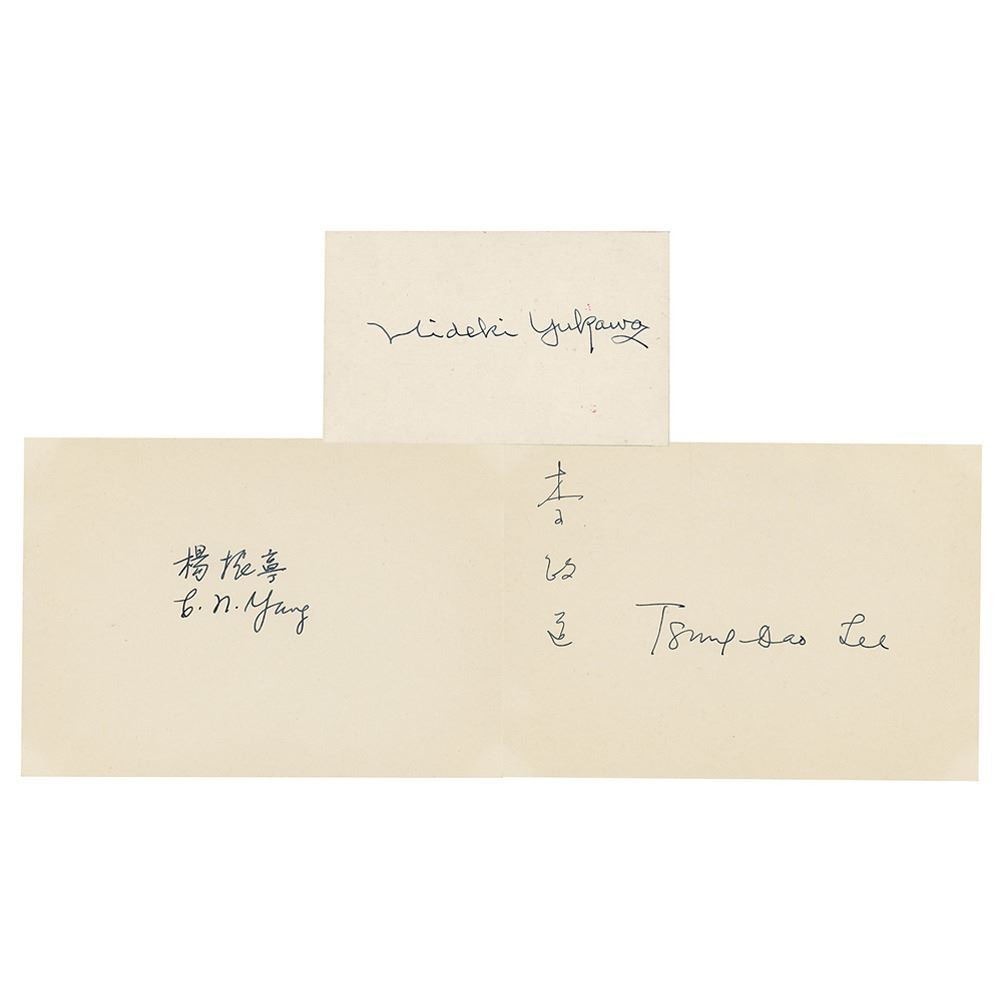 Hideki Yukawa
楊振寧
C. N. Yang
李
政
道
Tsung-Dao Lee